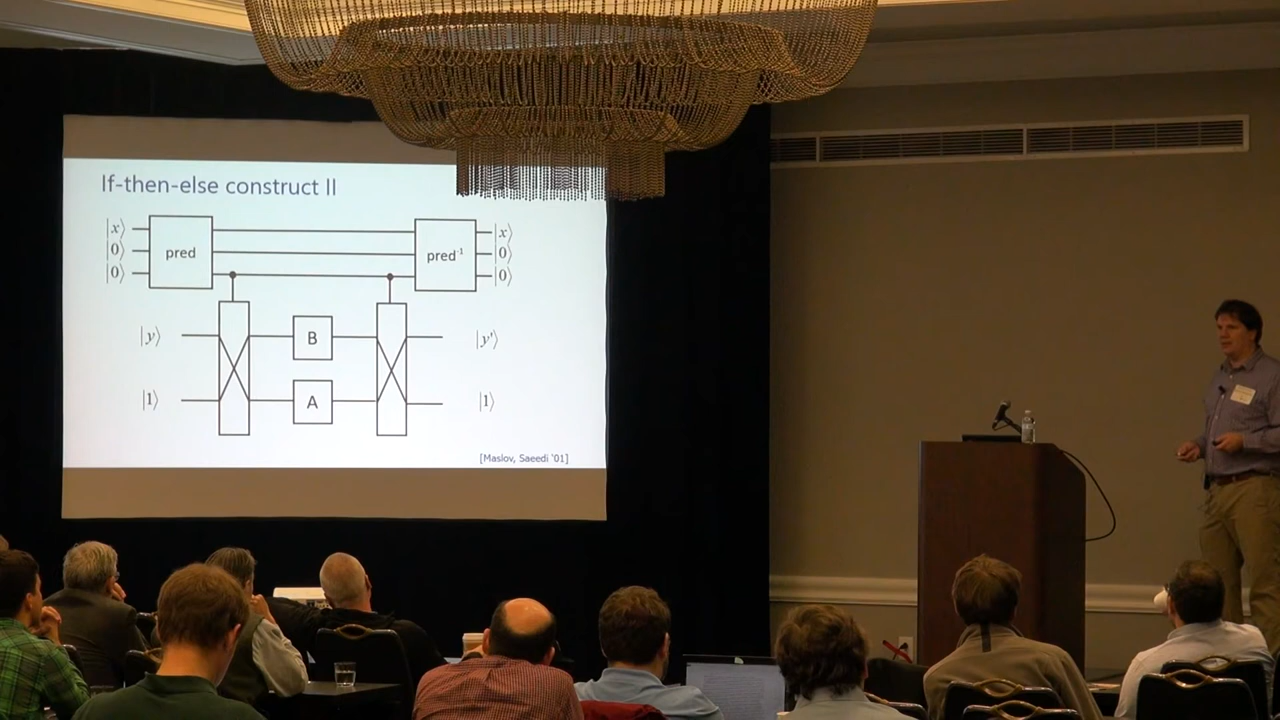 If-then-else construct II
|x⟩ pred pred⁻¹ |x⟩
|0⟩ |0⟩
|0⟩ |0⟩
|y⟩ B |y'⟩
|1⟩ A |1⟩
[Maslov, Saeedi '01]